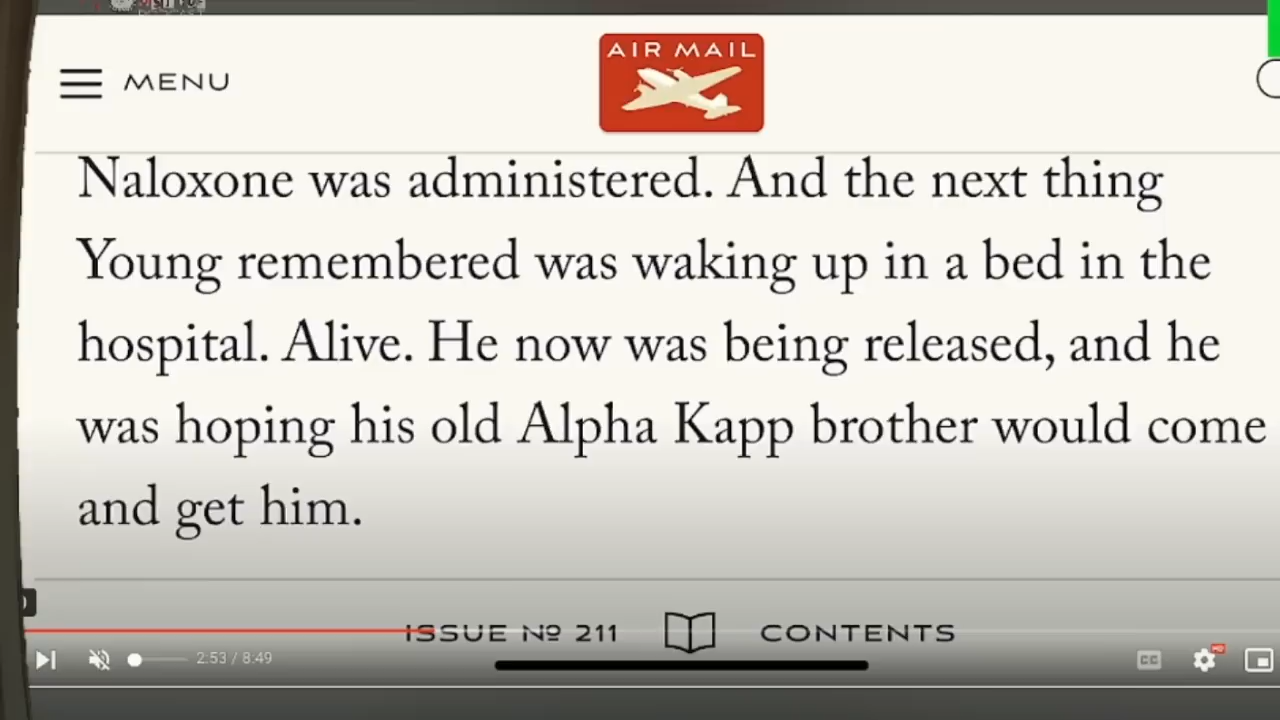 AIR MAIL
MENU
Naloxone was administered. And the next thing
Young remembered was waking up in a bed in the
hospital. Alive. He now was being released, and he
was hoping his old Alpha Kapp brother would come
and get him.
ISSUE Nº 211
CONTENTS
2:53 / 8:49
CC
HD